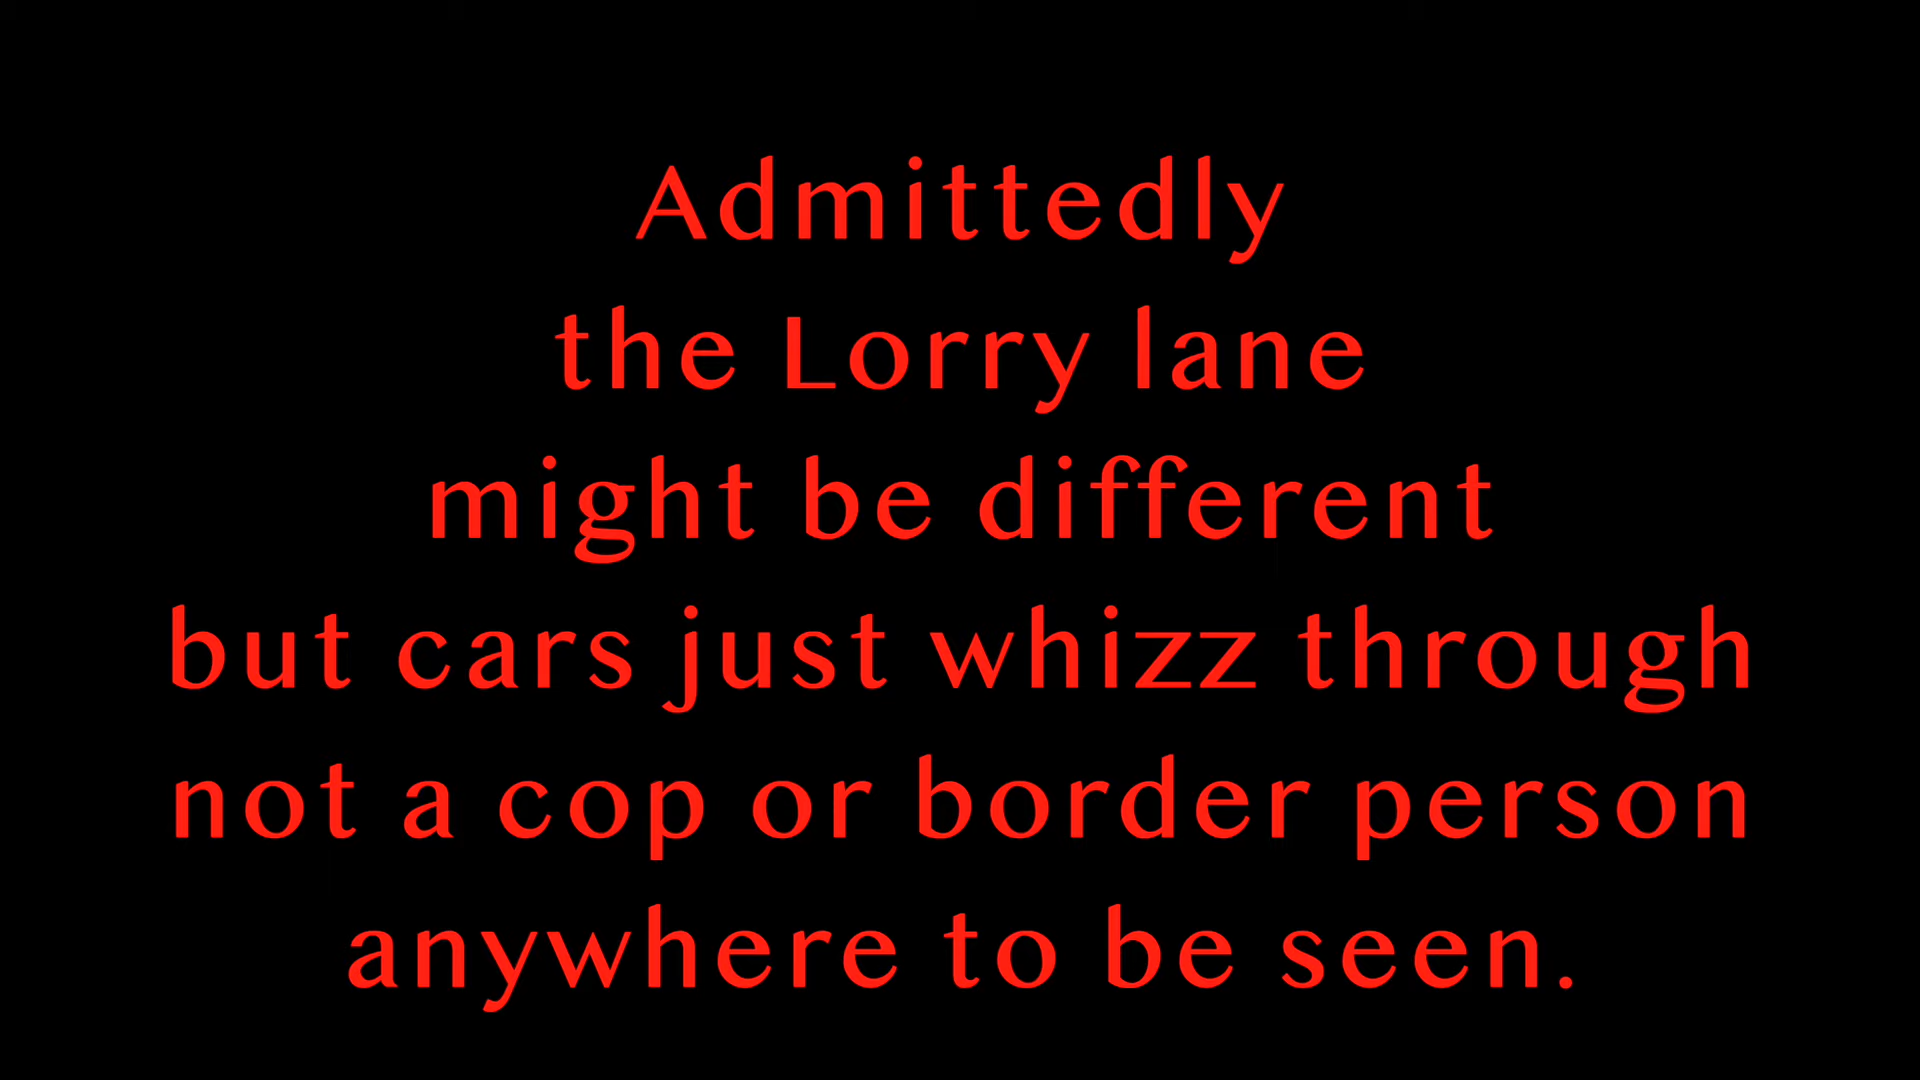 Admittedly
the Lorry lane
might be different
but cars just whizz through
not a cop or border person
anywhere to be seen.